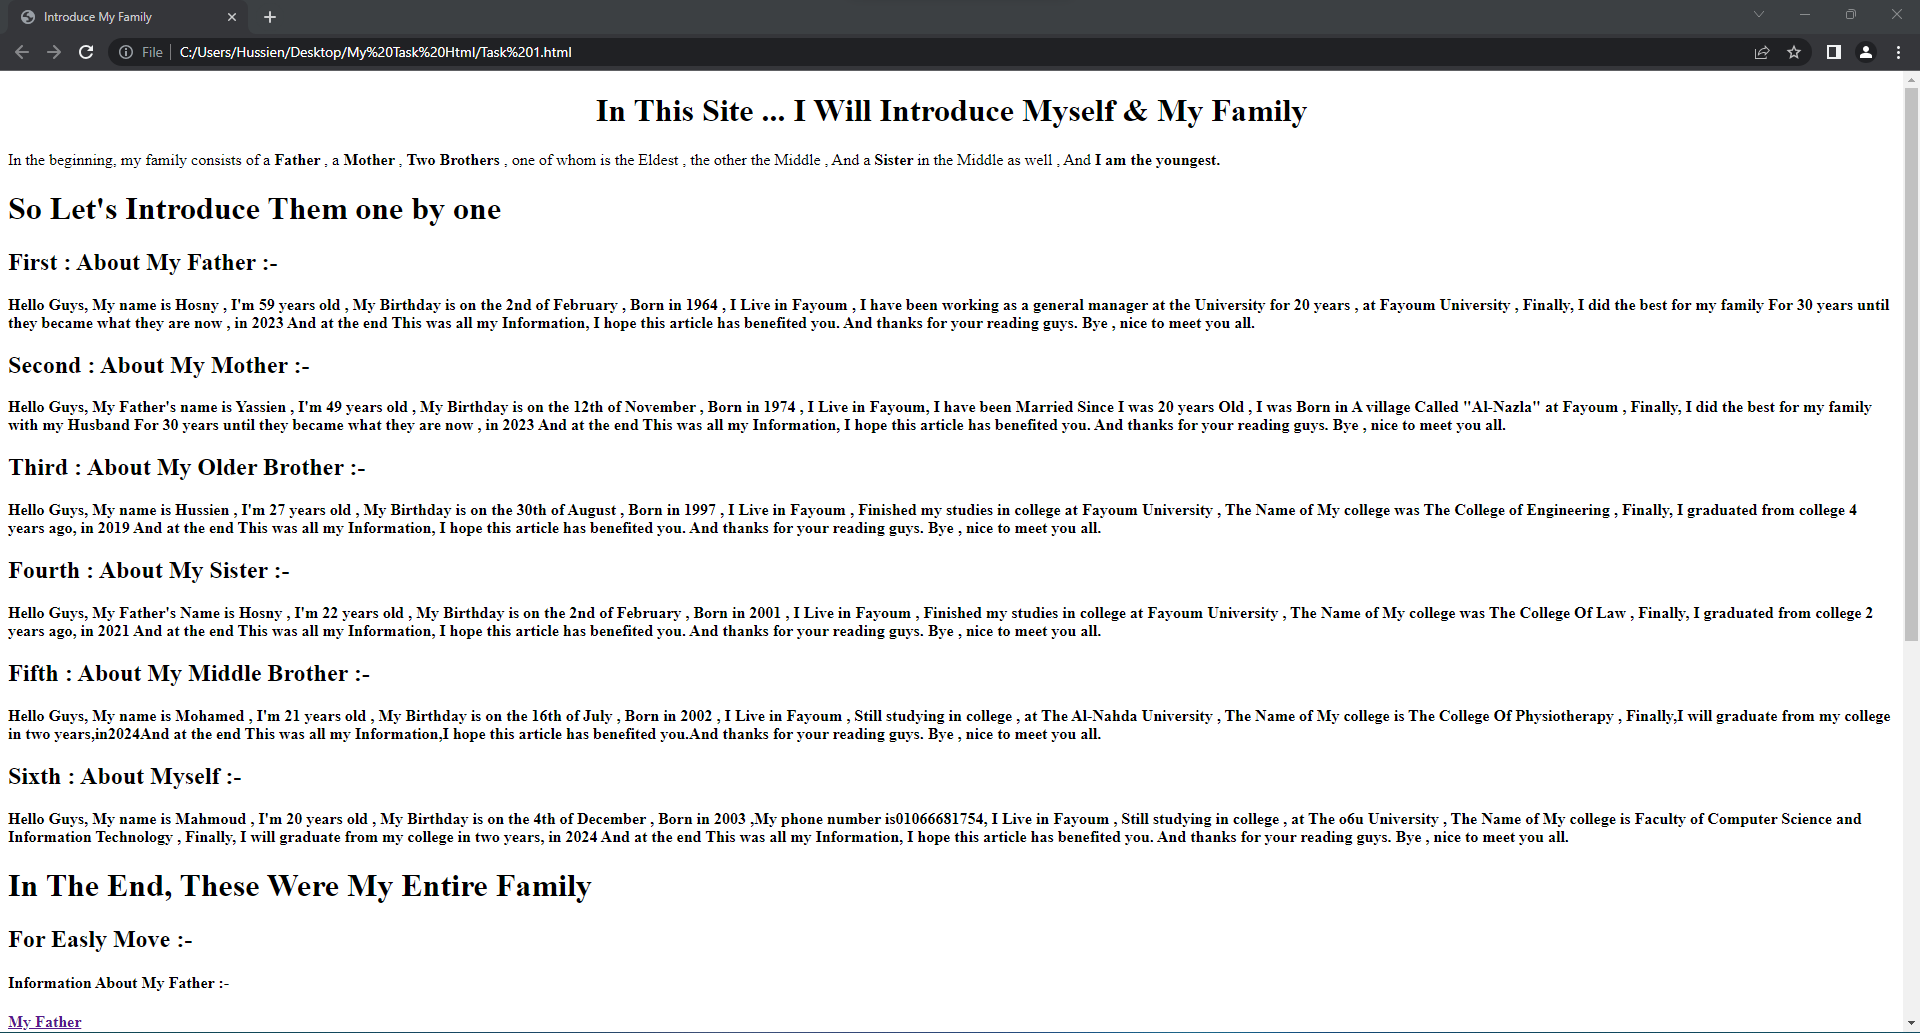 Introduce My Family
File
C:/Users/Hussien/Desktop/My%20Task%20Html/Task%201.html
In This Site ... I Will Introduce Myself & My Family
In the beginning, my family consists of a Father , a Mother , Two Brothers , one of whom is the Eldest , the other the Middle , And a Sister in the Middle as well , And I am the youngest.
So Let's Introduce Them one by one
First : About My Father :-
Hello Guys, My name is Hosny , I'm 59 years old , My Birthday is on the 2nd of February , Born in 1964 , I Live in Fayoum , I have been working as a general manager at the University for 20 years , at Fayoum University , Finally, I did the best for my family For 30 years until
they became what they are now , in 2023 And at the end This was all my Information, I hope this article has benefited you. And thanks for your reading guys. Bye , nice to meet you all.
Second : About My Mother :-
Hello Guys, My Father's name is Yassien , I'm 49 years old , My Birthday is on the 12th of November , Born in 1974 , I Live in Fayoum, I have been Married Since I was 20 years Old , I was Born in A village Called "Al-Nazla" at Fayoum , Finally, I did the best for my family
with my Husband For 30 years until they became what they are now , in 2023 And at the end This was all my Information, I hope this article has benefited you. And thanks for your reading guys. Bye , nice to meet you all.
Third : About My Older Brother :-
Hello Guys, My name is Hussien , I'm 27 years old , My Birthday is on the 30th of August , Born in 1997 , I Live in Fayoum , Finished my studies in college at Fayoum University , The Name of My college was The College of Engineering , Finally, I graduated from college 4
years ago, in 2019 And at the end This was all my Information, I hope this article has benefited you. And thanks for your reading guys. Bye , nice to meet you all.
Fourth : About My Sister :-
Hello Guys, My Father's Name is Hosny , I'm 22 years old , My Birthday is on the 2nd of February , Born in 2001 , I Live in Fayoum , Finished my studies in college at Fayoum University , The Name of My college was The College Of Law , Finally, I graduated from college 2
years ago, in 2021 And at the end This was all my Information, I hope this article has benefited you. And thanks for your reading guys. Bye , nice to meet you all.
Fifth : About My Middle Brother :-
Hello Guys, My name is Mohamed , I'm 21 years old , My Birthday is on the 16th of July , Born in 2002 , I Live in Fayoum , Still studying in college , at The Al-Nahda University , The Name of My college is The College Of Physiotherapy , Finally,I will graduate from my college
in two years,in2024And at the end This was all my Information,I hope this article has benefited you.And thanks for your reading guys. Bye , nice to meet you all.
Sixth : About Myself :-
Hello Guys, My name is Mahmoud , I'm 20 years old , My Birthday is on the 4th of December , Born in 2003 ,My phone number is01066681754, I Live in Fayoum , Still studying in college , at The o6u University , The Name of My college is Faculty of Computer Science and
Information Technology , Finally, I will graduate from my college in two years, in 2024 And at the end This was all my Information, I hope this article has benefited you. And thanks for your reading guys. Bye , nice to meet you all.
In The End, These Were My Entire Family
For Easly Move :-
Information About My Father :-
My Father